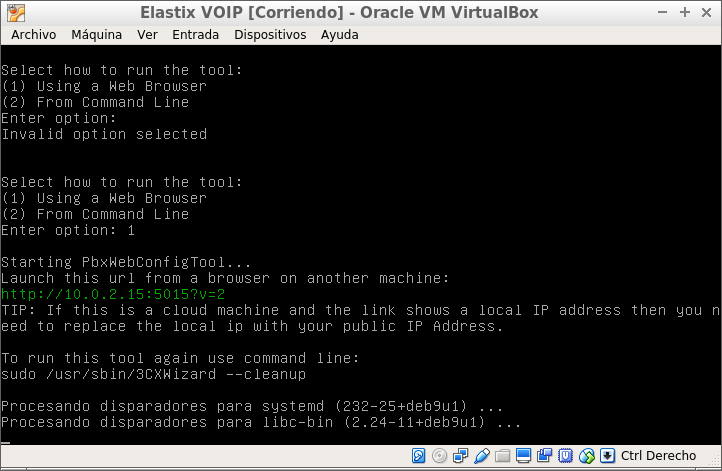 Elastix VOIP [Corriendo] - Oracle VM VirtualBox
Archivo Máquina Ver Entrada Dispositivos Ayuda
Select how to run the tool:
(1) Using a Web Browser
(2) From Command Line
Enter option:
Invalid option selected
Select how to run the tool:
(1) Using a Web Browser
(2) From Command Line
Enter option: 1
Starting PbxWebConfigTool...
Launch this url from a browser on another machine:
http://10.0.2.15:5015?v=2
TIP: If this is a cloud machine and the link shows a local IP address then you n
eed to replace the local ip with your public IP Address.
To run this tool again use command line:
sudo /usr/sbin/3CXWizard --cleanup
Procesando disparadores para systemd (232-25+deb9u1) ...
Procesando disparadores para libc-bin (2.24-11+deb9u1) ...
Ctrl Derecho